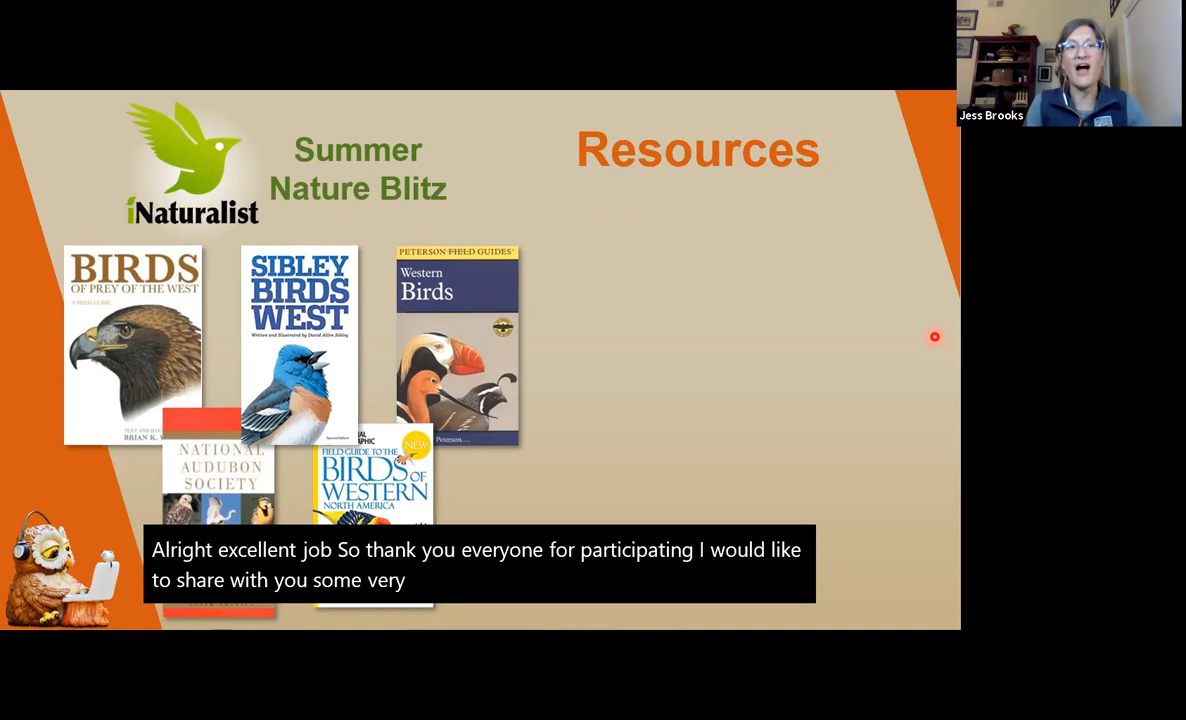 Jess Brooks
Summer
Nature Blitz
Resources
iNaturalist
BIRDS
OF PREY OF THE WEST
A FIELD GUIDE
BRIAN K.
SIBLEY
BIRDS
WEST
Written and Illustrated by David Allen Sibley
Second Edition
PETERSON FIELD GUIDES
Western
Birds
Peterson
NATIONAL
AUDUBON
SOCIETY
NEW
FIELD GUIDE TO THE
BIRDS OF
WESTERN
NORTH AMERICA
Alright excellent job So thank you everyone for participating I would like
to share with you some very